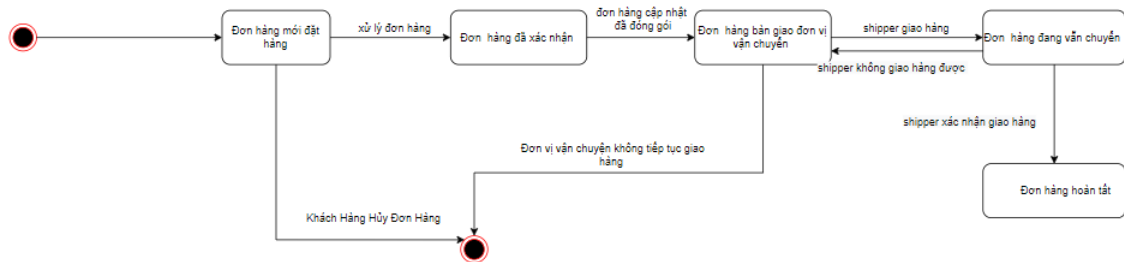 Đơn hàng mới đặt
hàng
xử lý đơn hàng
Đơn hàng đã xác nhận
đơn hàng cập nhật
đã đóng gói
Đơn hàng bàn giao đơn vị
vận chuyển
shipper giao hàng
Đơn hàng đang vẫn chuyển
shipper không giao hàng được
shipper xác nhận giao hàng
Đơn vị vận chuyện không tiếp tục giao
hàng
Đơn hàng hoàn tất
Khách Hàng Hủy Đơn Hàng